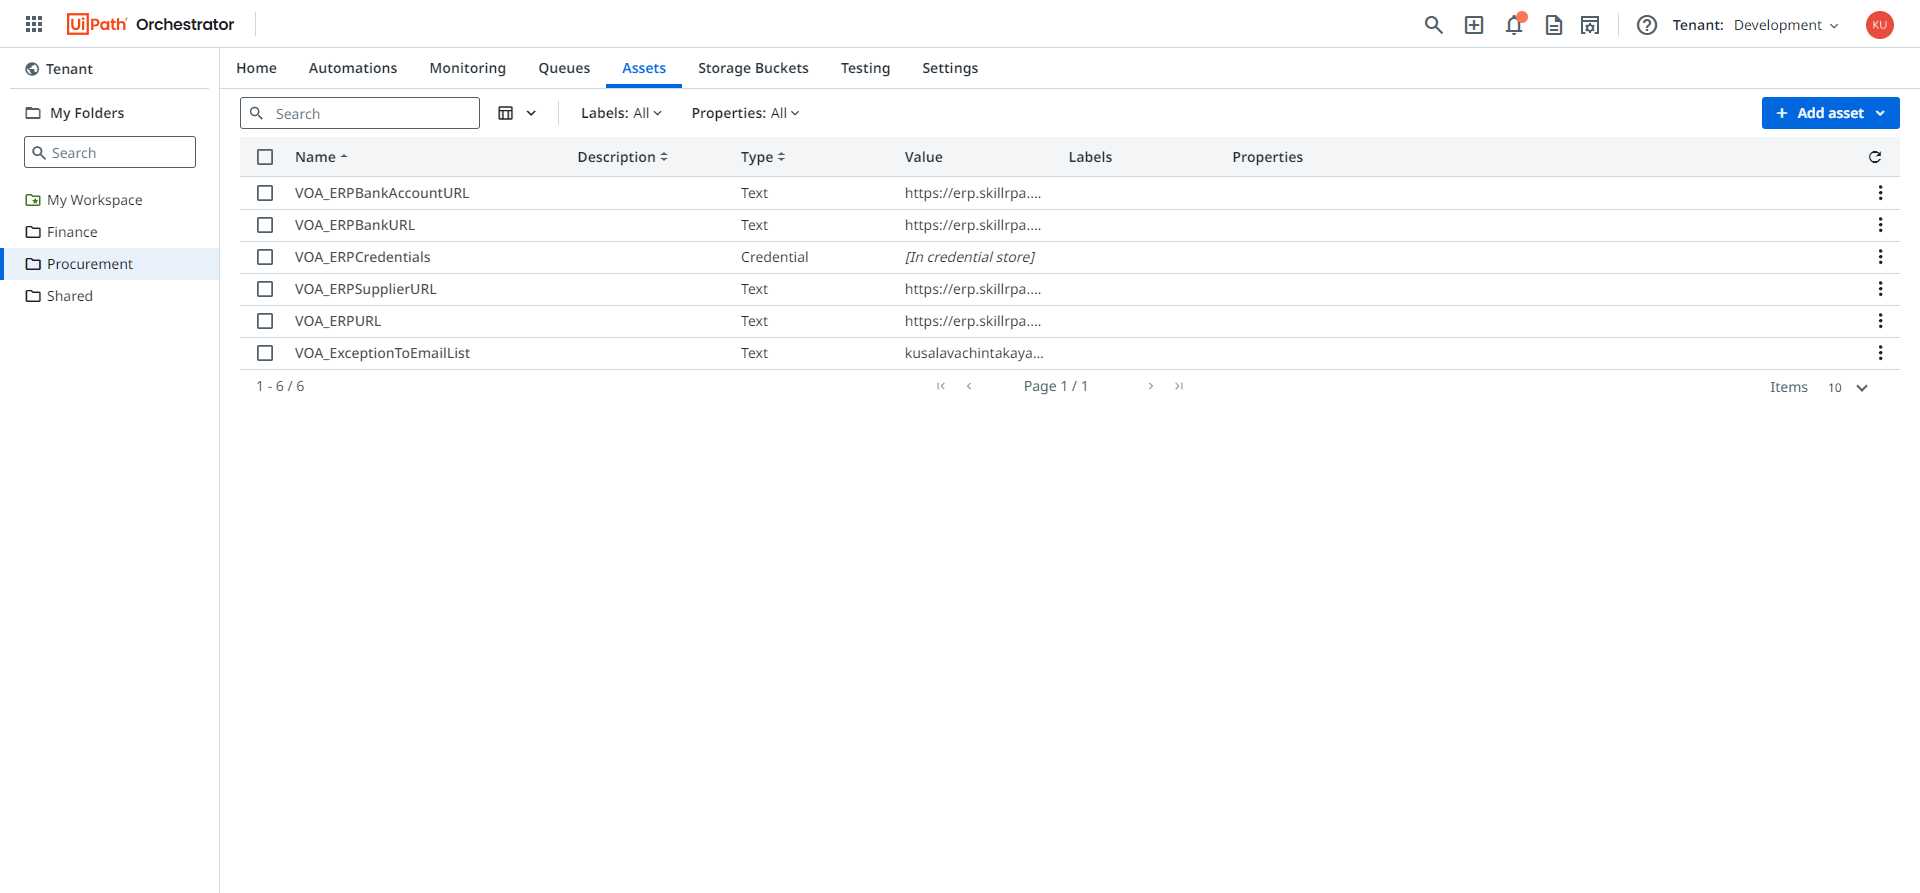 UiPath Orchestrator
Tenant: Development
KU
Tenant
Home Automations Monitoring Queues Assets Storage Buckets Testing Settings
My Folders
Search
My Workspace
Finance
Procurement
Shared
Search
Labels: All
Properties: All
Add asset
Name Description Type Value Labels Properties
VOA_ERPBankAccountURL Text https://erp.skillrpa....
VOA_ERPBankURL Text https://erp.skillrpa....
VOA_ERPCredentials Credential [In credential store]
VOA_ERPSupplierURL Text https://erp.skillrpa....
VOA_ERPURL Text https://erp.skillrpa....
VOA_ExceptionToEmailList Text kusalavachintakaya...
1 - 6 / 6 Page 1 / 1 Items 10